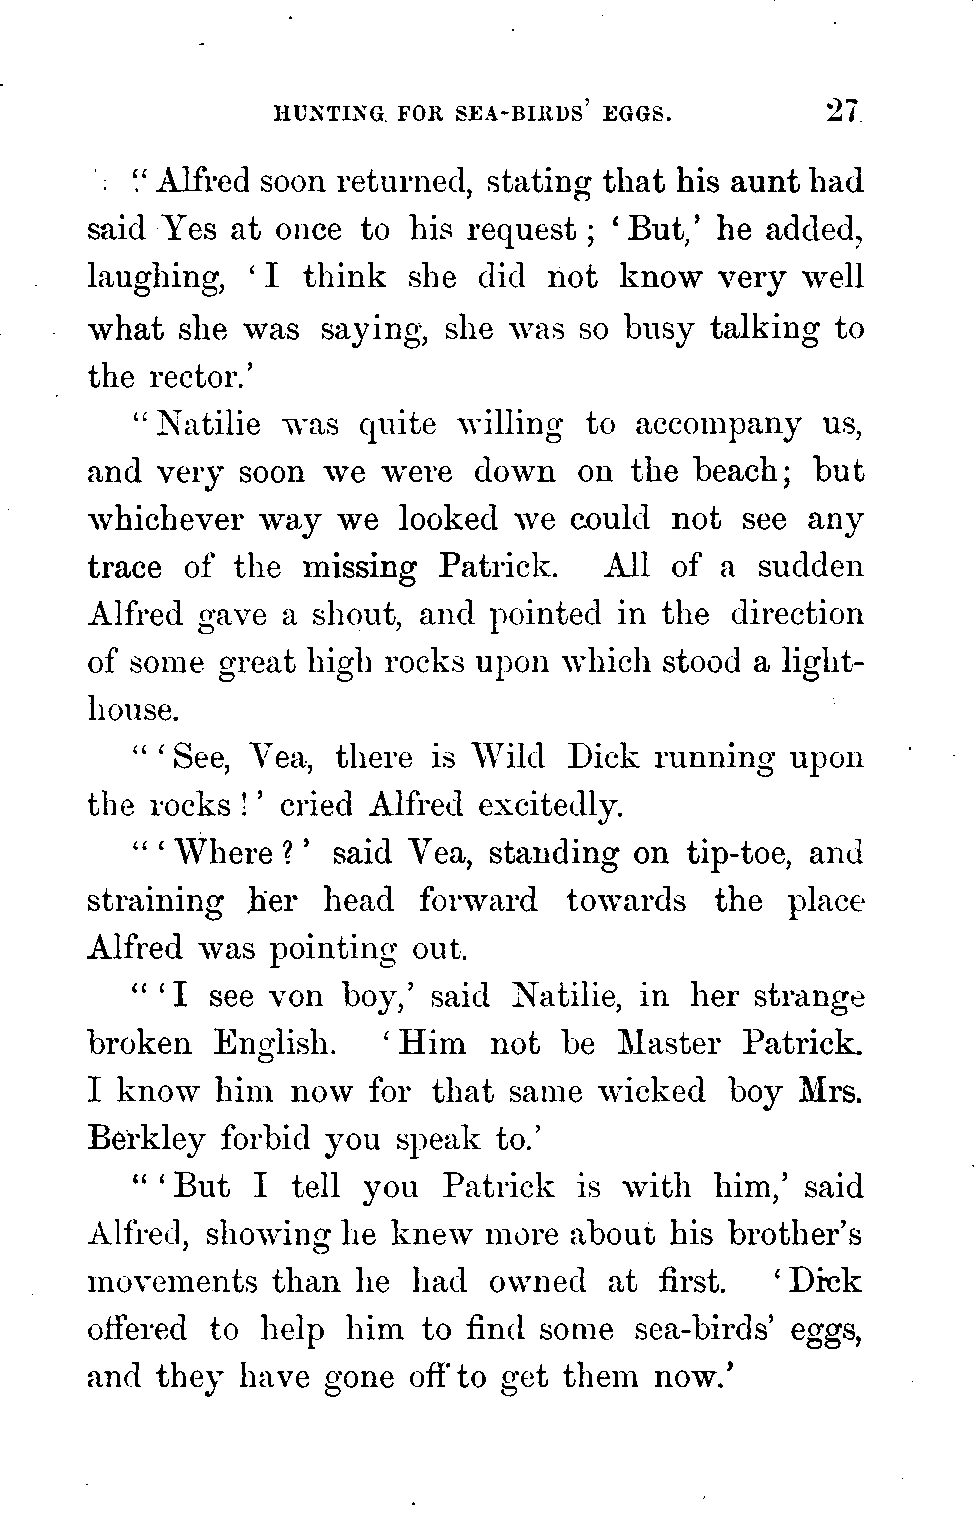 HUNTING FOR SEA-BIRDS' EGGS. 27
" Alfred soon returned, stating that his aunt had
said Yes at once to his request ; ' But,' he added,
laughing, ' I think she did not know very well
what she was saying, she was so busy talking to
the rector.'
" Natilie was quite willing to accompany us,
and very soon we were down on the beach; but
whichever way we looked we could not see any
trace of the missing Patrick. All of a sudden
Alfred gave a shout, and pointed in the direction
of some great high rocks upon which stood a light-
house.
" ' See, Vea, there is Wild Dick running upon
the rocks ! ' cried Alfred excitedly.
" ' Where ? ' said Vea, standing on tip-toe, and
straining her head forward towards the place
Alfred was pointing out.
" ' I see von boy,' said Natilie, in her strange
broken English. ' Him not be Master Patrick.
I know him now for that same wicked boy Mrs.
Berkley forbid you speak to.'
" ' But I tell you Patrick is with him,' said
Alfred, showing he knew more about his brother's
movements than he had owned at first. ' Dick
offered to help him to find some sea-birds' eggs,
and they have gone off to get them now.'